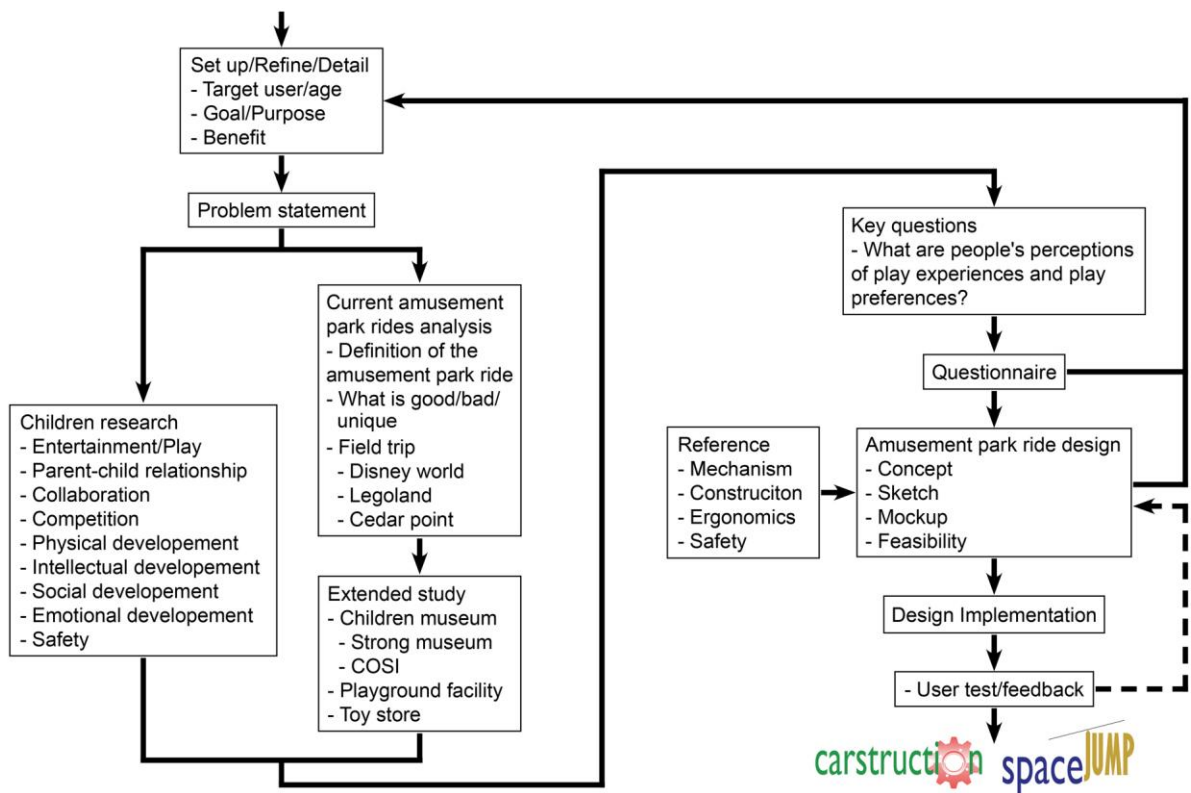 Set up/Refine/Detail
- Target user/age
- Goal/Purpose
- Benefit
Problem statement
Current amusement
park rides analysis
- Definition of the
amusement park ride
- What is good/bad/
unique
- Field trip
- Disney world
- Legoland
- Cedar point
Children research
- Entertainment/Play
- Parent-child relationship
- Collaboration
- Competition
- Physical developement
- Intellectual developement
- Social developement
- Emotional developement
- Safety
Extended study
- Children museum
- Strong museum
- COSI
- Playground facility
- Toy store
Key questions
- What are people's perceptions
of play experiences and play
preferences?
Questionnaire
Reference
- Mechanism
- Construciton
- Ergonomics
- Safety
Amusement park ride design
- Concept
- Sketch
- Mockup
- Feasibility
Design Implementation
- User test/feedback
carstruction
spaceJUMP